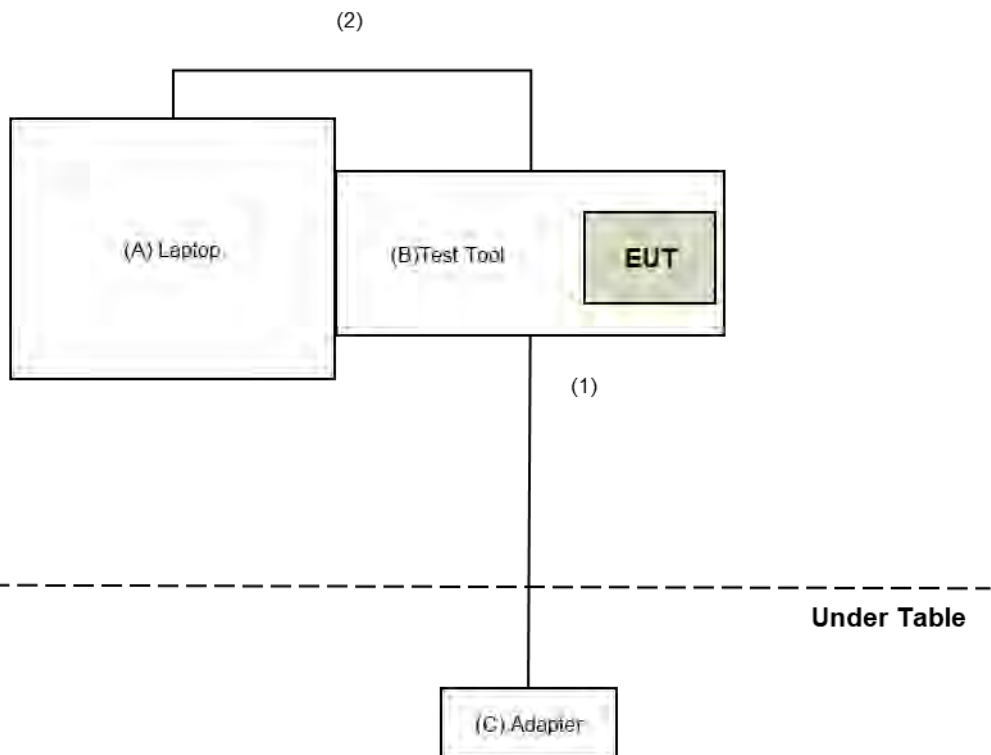 (2)
(A) Laptop
(B)Test Tool
EUT
(1)
Under Table
(C) Adapter